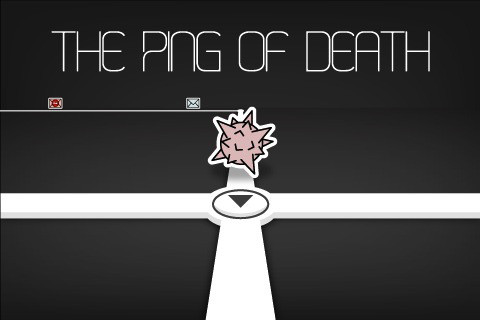 THE PING OF DEATH